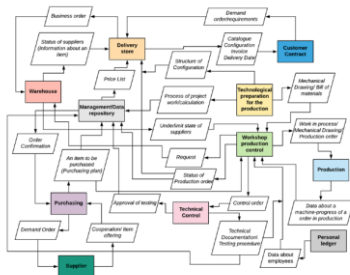 Business order
Demand
order/requirements
Status of suppliers
(Information about an
item)
Delivery
store
Catalogue
Configuration
Invoice
Delivery Date
Customer
Contract
Structure of
Configuration
Price List
Warehouse
Process of project
work/calculation
Technological
preparation for
the production
Mechanical
Drawing/ Bill of
materials
Management/Data
repository
Underlimit state of
suppliers
Work in process/
Mechanical Drawing/
Production order
Order
Confirmation
Workshop
production
control
Request
An item to be
purchased
(Purchasing plan)
Status of
Production order
Production
Purchasing
Approval of testing
Control order
Technical
Control
Data about a
machine-progress of a
order in production
Demand Order
Cooperation/ Item
offering
Technical
Documentation/
Testing procedure
Personal
ledger
Data about
employees
Supplier